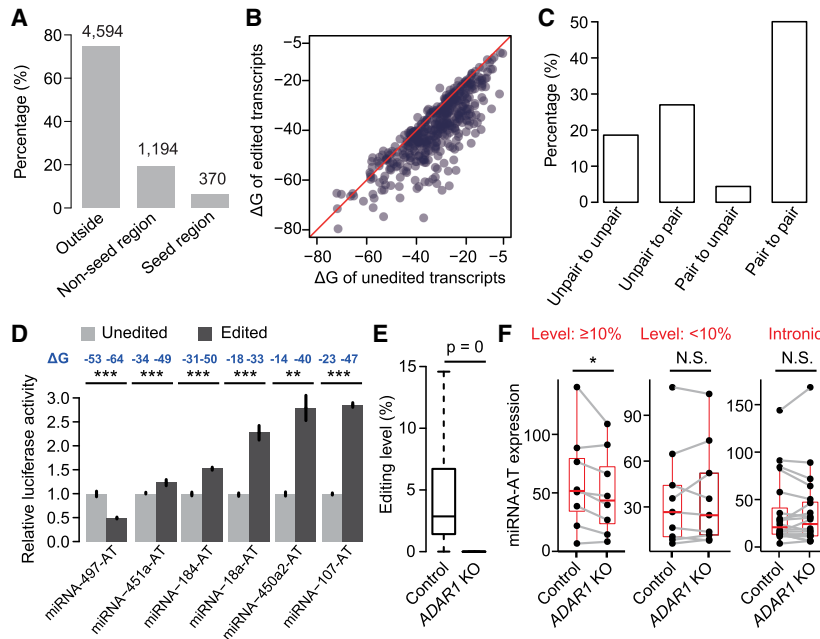 A
Percentage (%)
80
60
40
20
0
4,594
1,194
370
Outside
Non-seed region
Seed region
B
ΔG of edited transcripts
−5
−20
−40
−60
−80
−80
−60
−40
−20
−5
ΔG of unedited transcripts
C
Percentage (%)
50
40
30
20
10
0
Unpair to unpair
Unpair to pair
Pair to unpair
Pair to pair
D
Unedited
Edited
ΔG
-53 -64
-34 -49
-31 -50
-18 -33
-14 -40
-23 -47
***
***
***
***
**
***
Relative luciferase activity
3.0
2.5
2.0
1.5
1.0
0.5
0.0
miRNA−497-AT
miRNA−451a-AT
miRNA−184-AT
miRNA−18a-AT
miRNA−450a2-AT
miRNA−107-AT
E
p = 0
Editing level (%)
15
10
5
0
Control
ADAR1 KO
F
Level: ≥10%
*
miRNA-AT expression
100
50
0
Control
ADAR1 KO
Level: <10%
N.S.
90
60
30
Control
ADAR1 KO
Intronic
N.S.
150
100
50
0
Control
ADAR1 KO